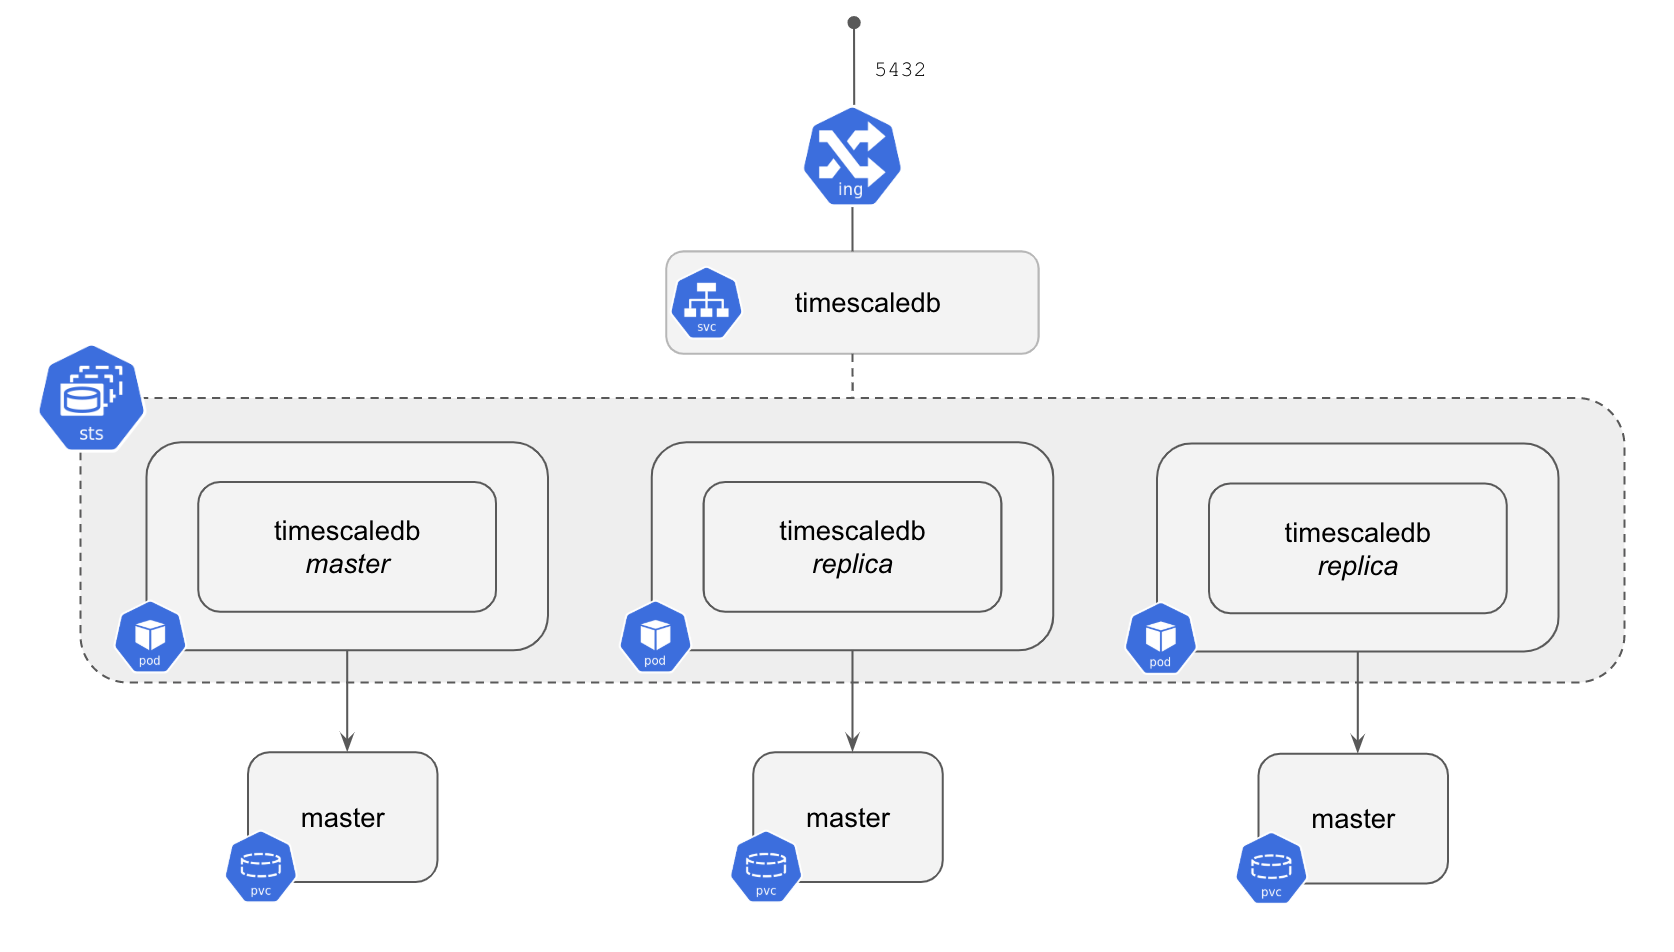 5432
ing
timescaledb
svc
sts
timescaledb
master
pod
timescaledb
replica
pod
timescaledb
replica
pod
master
pvc
master
pvc
master
pvc